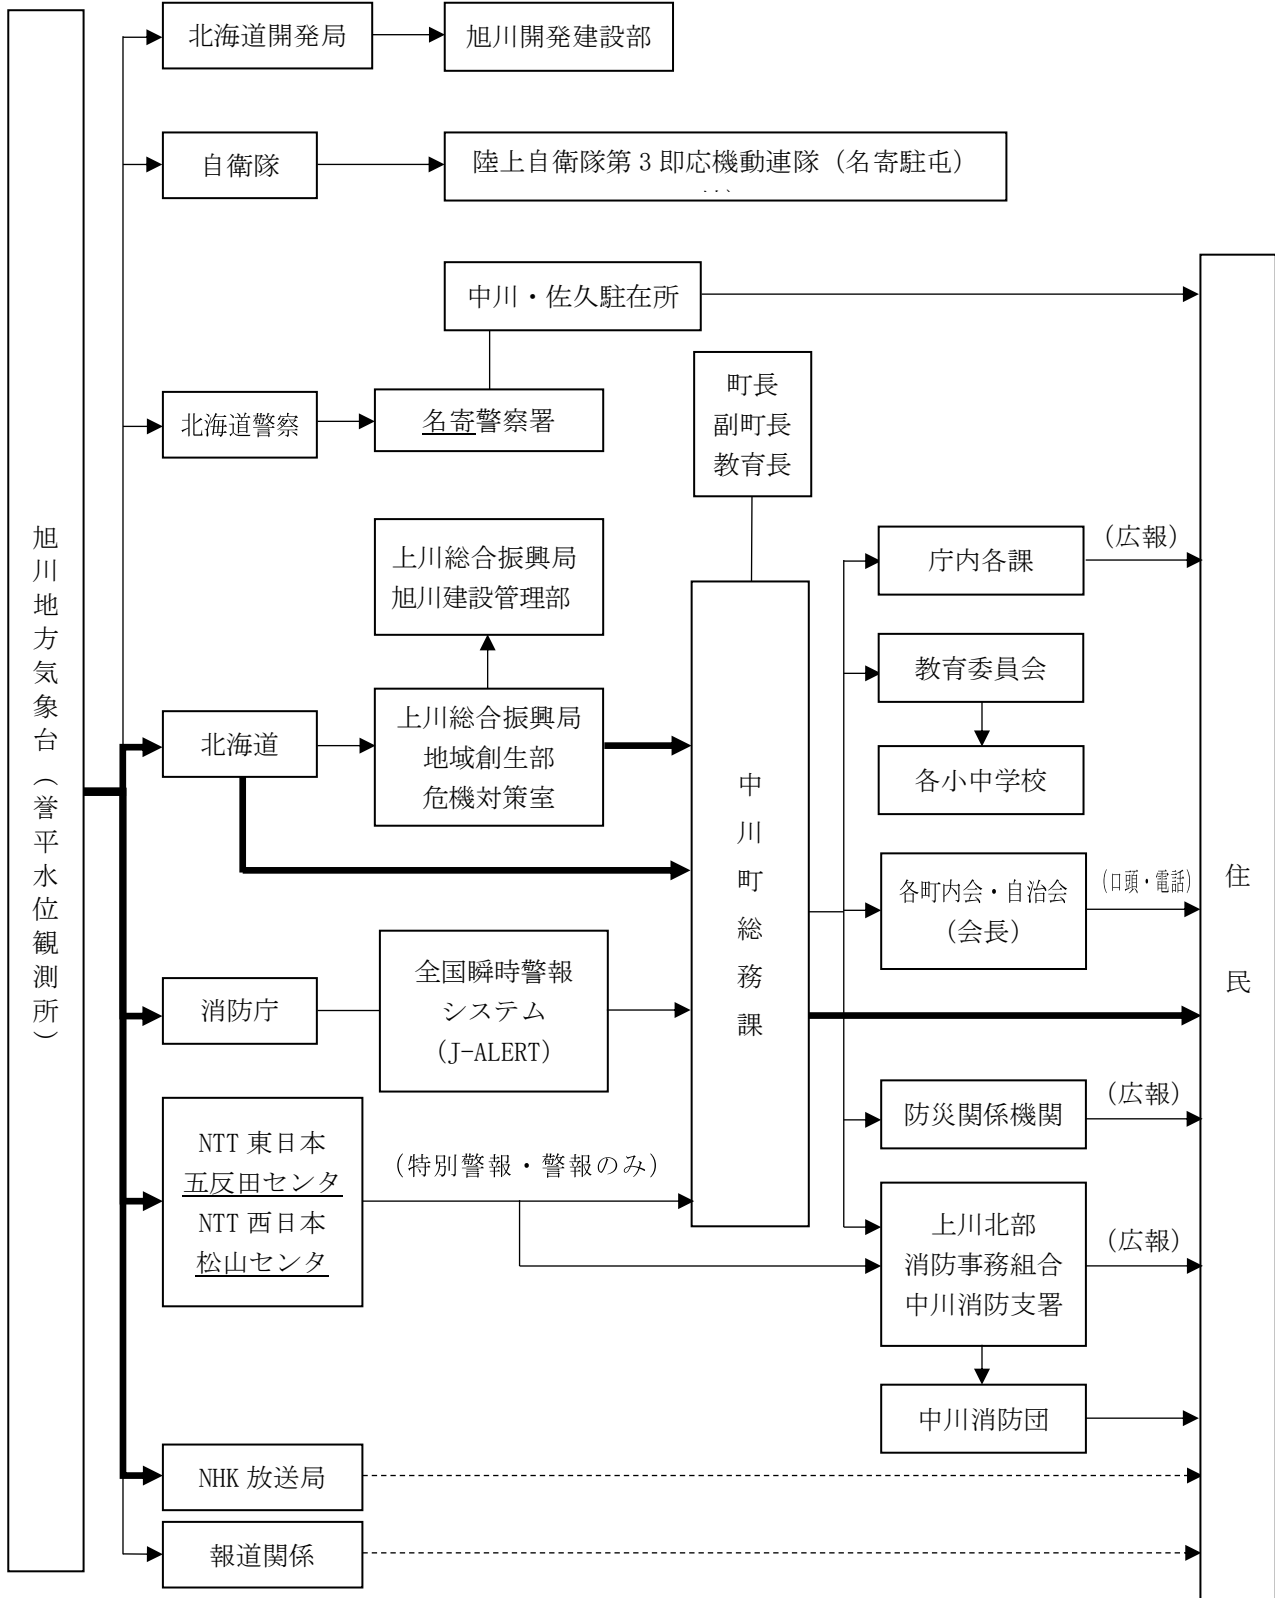 旭川地方気象台（誉平水位観測所）
北海道開発局
旭川開発建設部
自衛隊
陸上自衛隊第3即応機動連隊（名寄駐屯）
中川・佐久駐在所
北海道警察
名寄警察署
町長
副町長
教育長
上川総合振興局
旭川建設管理部
北海道
上川総合振興局
地域創生部
危機対策室
消防庁
全国瞬時警報
システム
（J-ALERT）
NTT東日本
五反田センタ
NTT西日本
松山センタ
（特別警報・警報のみ）
NHK放送局
報道関係
中川町総務課
庁内各課
（広報）
教育委員会
各小中学校
各町内会・自治会
（会長）
（口頭・電話）
防災関係機関
（広報）
上川北部
消防事務組合
中川消防支署
（広報）
中川消防団
住民